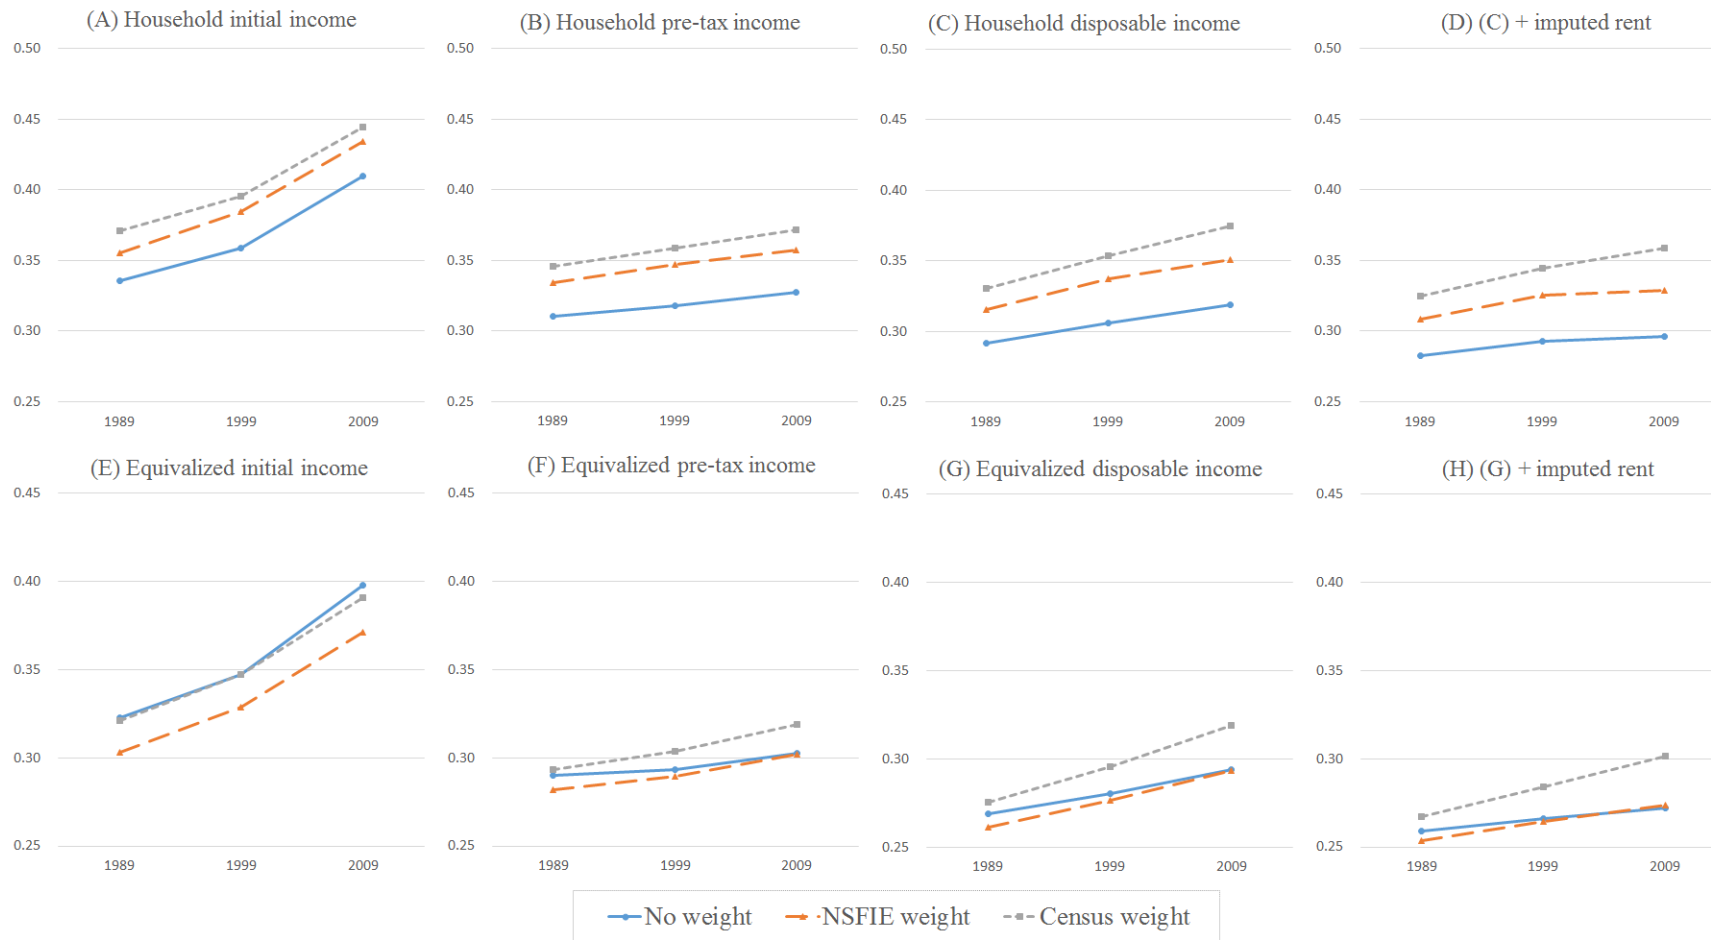 (A) Household initial income
0.50
0.45
0.40
0.35
0.30
0.25
1989 1999 2009
(B) Household pre-tax income
0.50
0.45
0.40
0.35
0.30
0.25
1989 1999 2009
(C) Household disposable income
0.50
0.45
0.40
0.35
0.30
0.25
1989 1999 2009
(D) (C) + imputed rent
0.50
0.45
0.40
0.35
0.30
0.25
1989 1999 2009
(E) Equivalized initial income
0.45
0.40
0.35
0.30
0.25
1989 1999 2009
(F) Equivalized pre-tax income
0.45
0.40
0.35
0.30
0.25
1989 1999 2009
(G) Equivalized disposable income
0.45
0.40
0.35
0.30
0.25
1989 1999 2009
(H) (G) + imputed rent
0.45
0.40
0.35
0.30
0.25
1989 1999 2009
No weight NSFIE weight Census weight